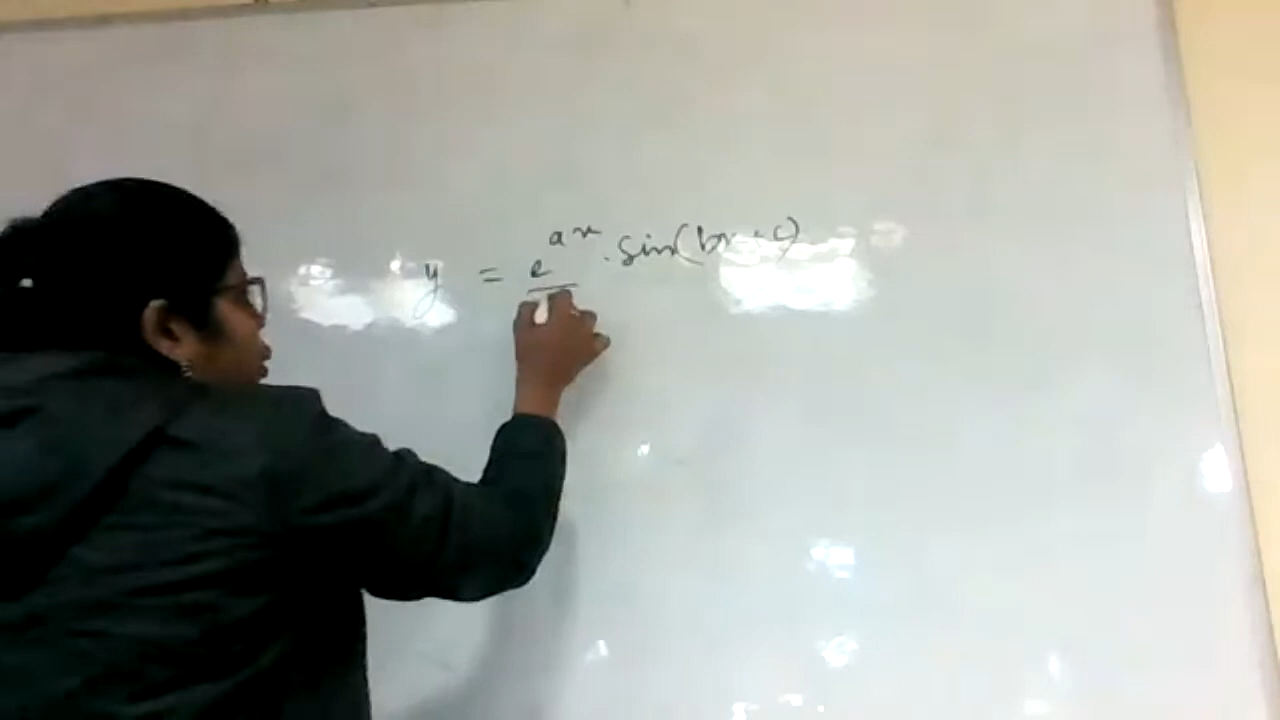 y = e^{ax} . sin(bx+c)